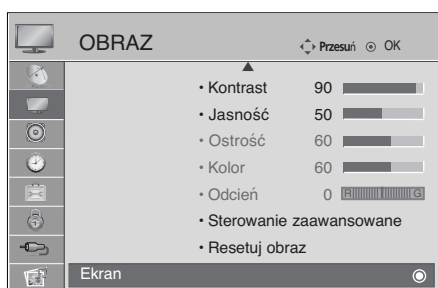 OBRAZ Przesuń OK
• Kontrast 90
• Jasność 50
• Ostrość 60
• Kolor 60
• Odcień 0 R G
• Sterowanie zaawansowane
• Resetuj obraz
Ekran